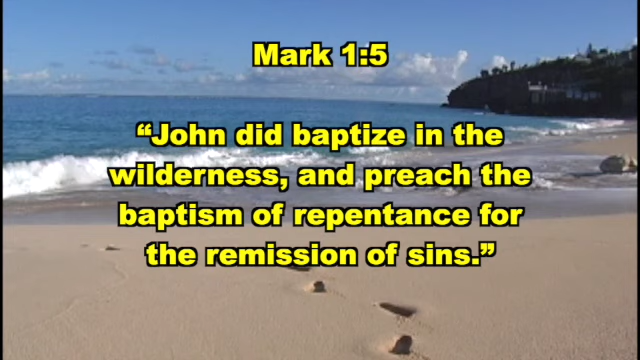 Mark 1:5
“John did baptize in the
wilderness, and preach the
baptism of repentance for
the remission of sins.”